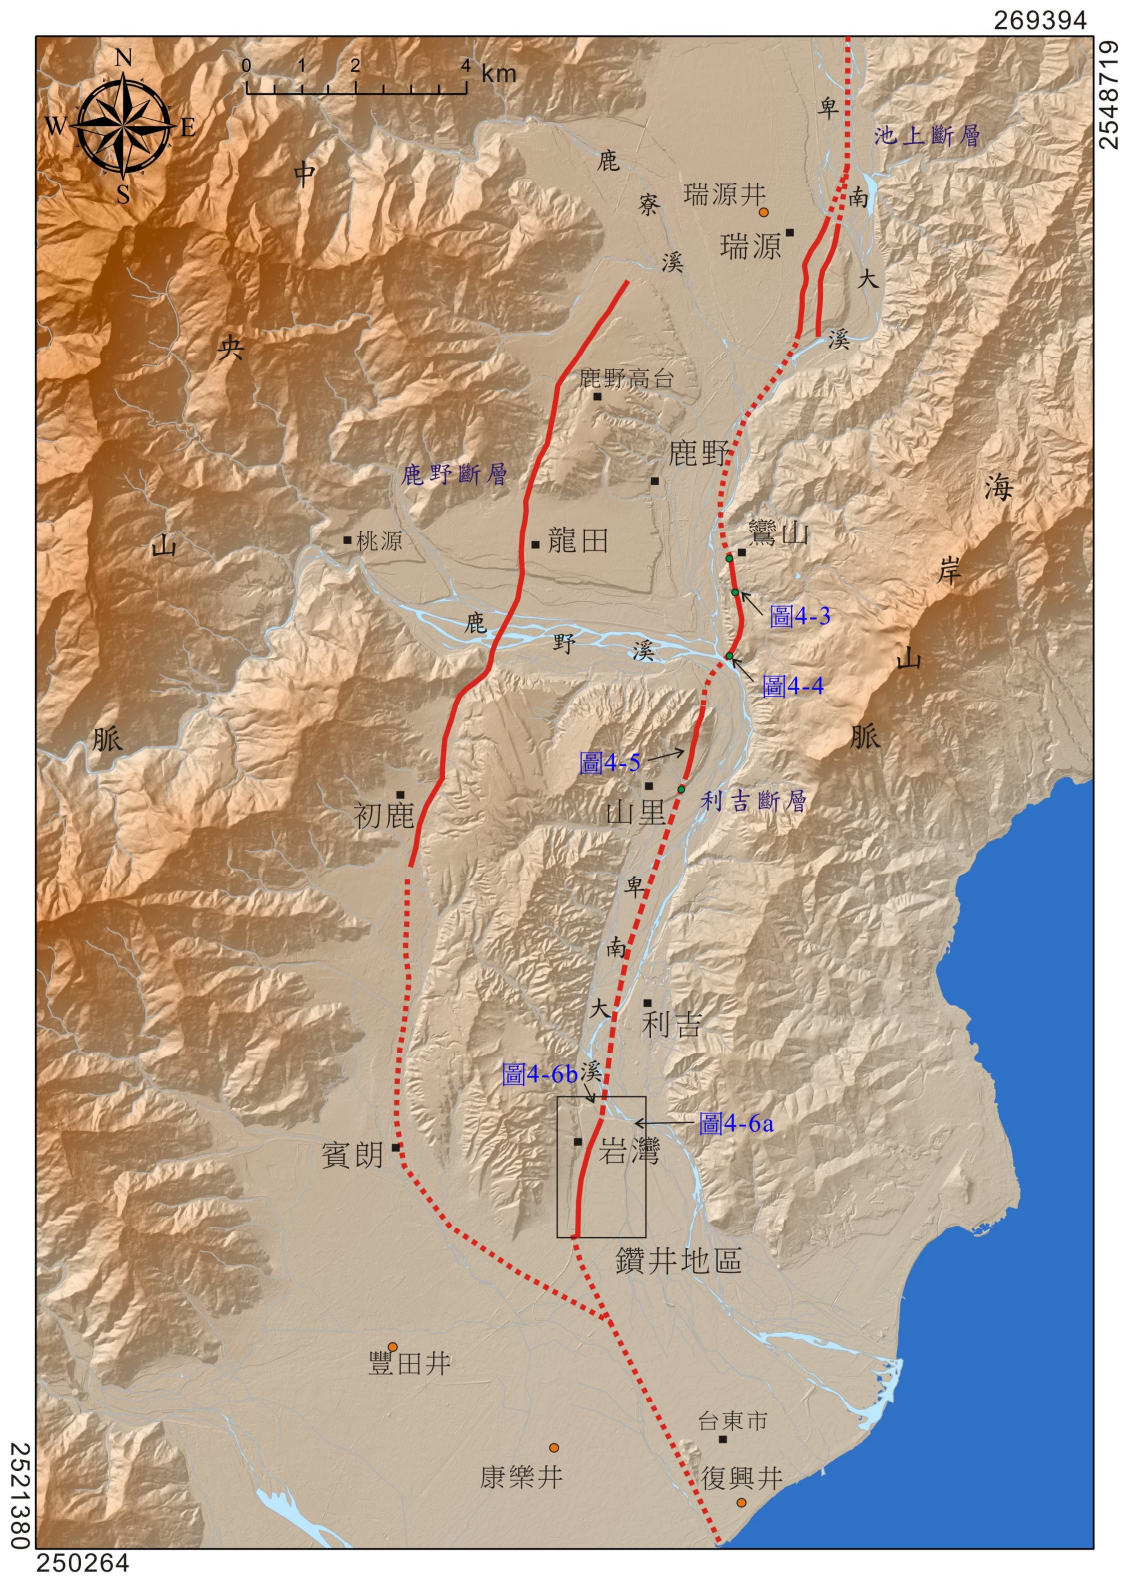 269394
2548719
N
W
E
S
0 1 2 4 km
卑
池上斷層
中
鹿
寮
瑞源井
南
瑞源
溪
大
央
溪
鹿野高台
鹿野
鹿野斷層
海
鸞山
桃源
龍田
山
岸
圖4-3
鹿
野
溪
山
圖4-4
脈
脈
圖4-5
利吉斷層
初鹿
山里
卑
南
大
利吉
圖4-6b
溪
圖4-6a
賓朗
岩灣
鑽井地區
豐田井
台東市
康樂井
復興井
2521380
250264